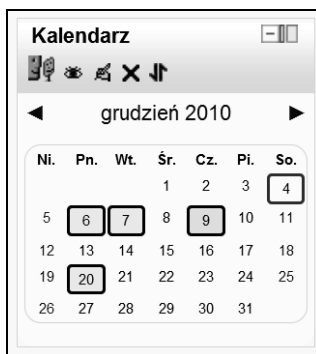 Kalendarz
grudzień 2010
Ni. Pn. Wt. Śr. Cz. Pi. So.
1 2 3 4
5 6 7 8 9 10 11
12 13 14 15 16 17 18
19 20 21 22 23 24 25
26 27 28 29 30 31